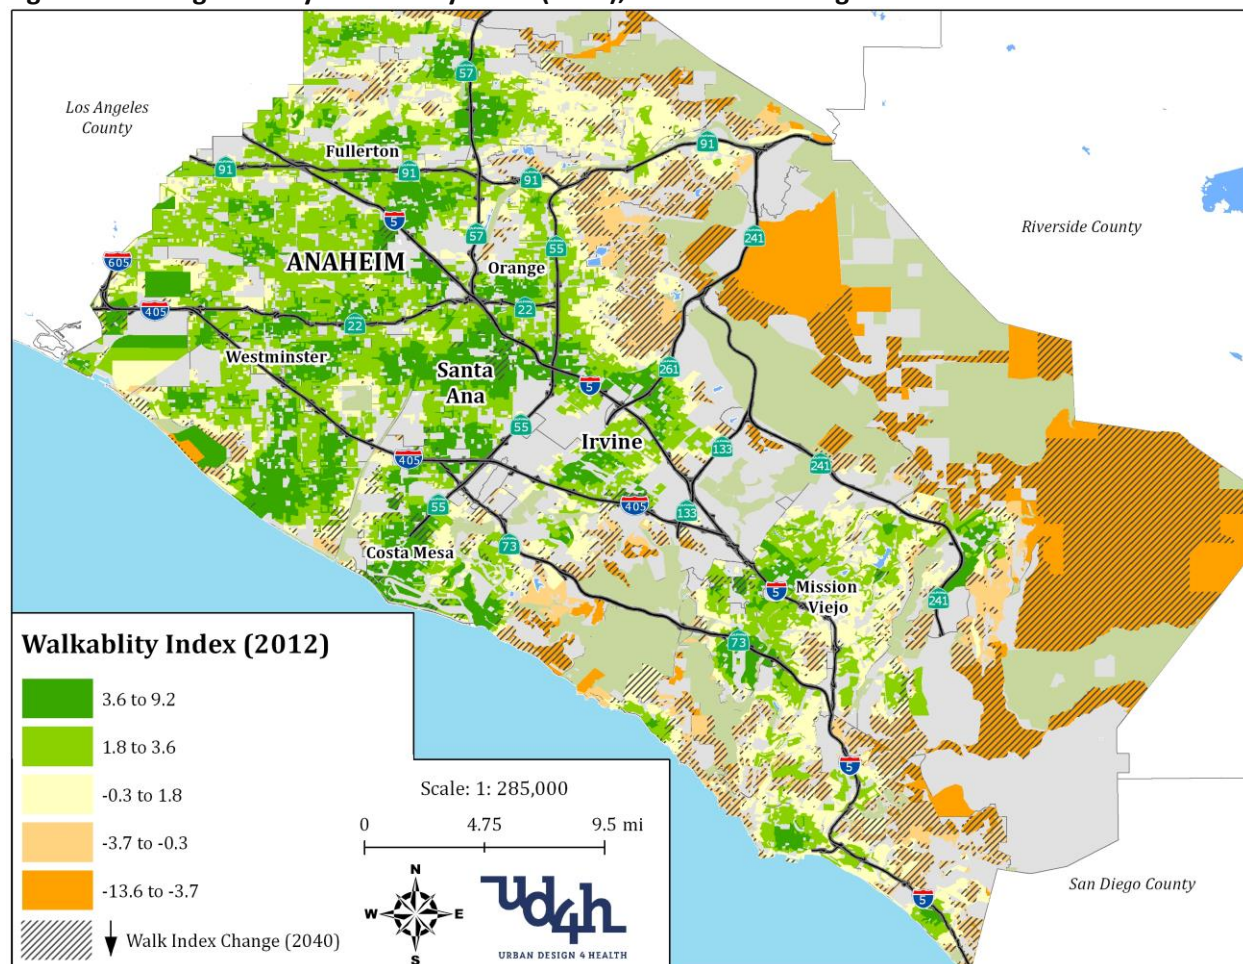 Los Angeles
County
57
Fullerton
91
91
91
91
5
Riverside County
57
55
241
605
ANAHEIM
Orange
405
22
22
Westminster
Santa
Ana
261
5
55
Irvine
133
405
241
55
405
133
Costa Mesa
73
5
Mission
Viejo
241
73
Walkablity Index (2012)
3.6 to 9.2
1.8 to 3.6
-0.3 to 1.8
-3.7 to -0.3
-13.6 to -3.7
Walk Index Change (2040)
5
Scale: 1: 285,000
0 4.75 9.5 mi
N
W E
S
ud4h
URBAN DESIGN 4 HEALTH
San Diego County
5